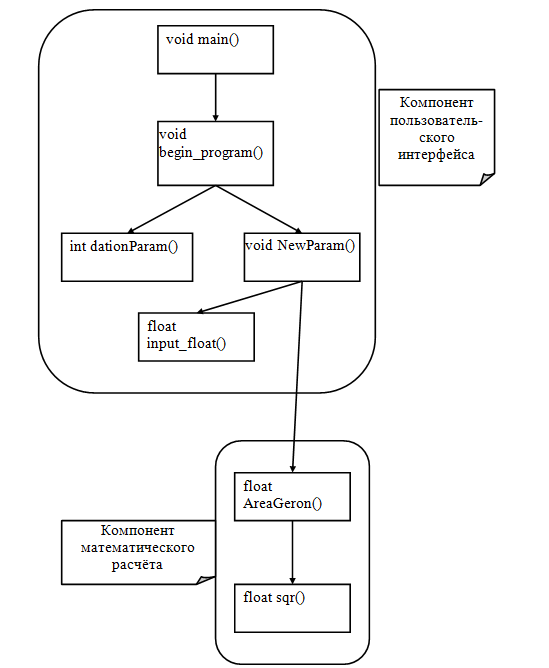 void main()
Компонент
пользователь-
ского
интерфейса
void
begin_program()
int dationParam()
void NewParam()
float
input_float()
float
AreaGeron()
Компонент
математического
расчёта
float sqr()